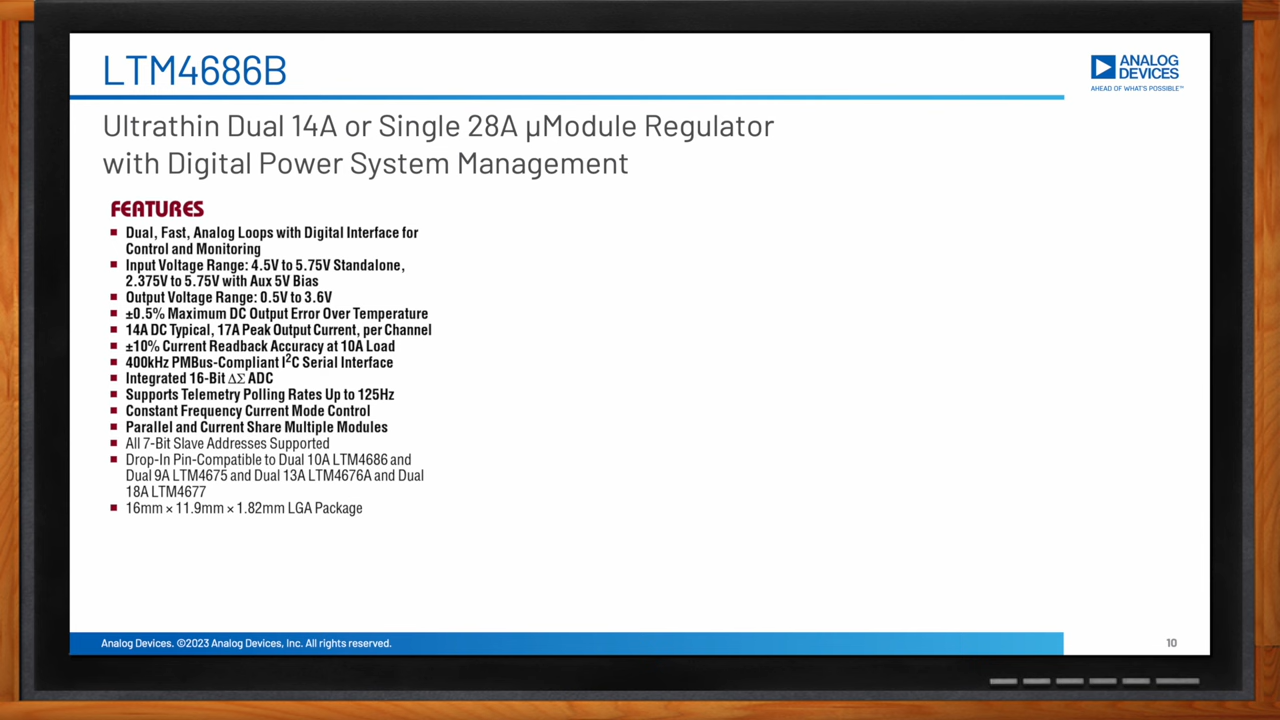 LTM4686B
ANALOG
DEVICES
AHEAD OF WHAT'S POSSIBLE™
Ultrathin Dual 14A or Single 28A µModule Regulator
with Digital Power System Management
FEATURES
Dual, Fast, Analog Loops with Digital Interface for
Control and Monitoring
Input Voltage Range: 4.5V to 5.75V Standalone,
2.375V to 5.75V with Aux 5V Bias
Output Voltage Range: 0.5V to 3.6V
±0.5% Maximum DC Output Error Over Temperature
14A DC Typical, 17A Peak Output Current, per Channel
±10% Current Readback Accuracy at 10A Load
400kHz PMBus-Compliant I²C Serial Interface
Integrated 16-Bit ΔΣ ADC
Supports Telemetry Polling Rates Up to 125Hz
Constant Frequency Current Mode Control
Parallel and Current Share Multiple Modules
All 7-Bit Slave Addresses Supported
Drop-In Pin-Compatible to Dual 10A LTM4686 and
Dual 9A LTM4675 and Dual 13A LTM4676A and Dual
18A LTM4677
16mm × 11.9mm × 1.82mm LGA Package
Analog Devices. ©2023 Analog Devices, Inc. All rights reserved.
10